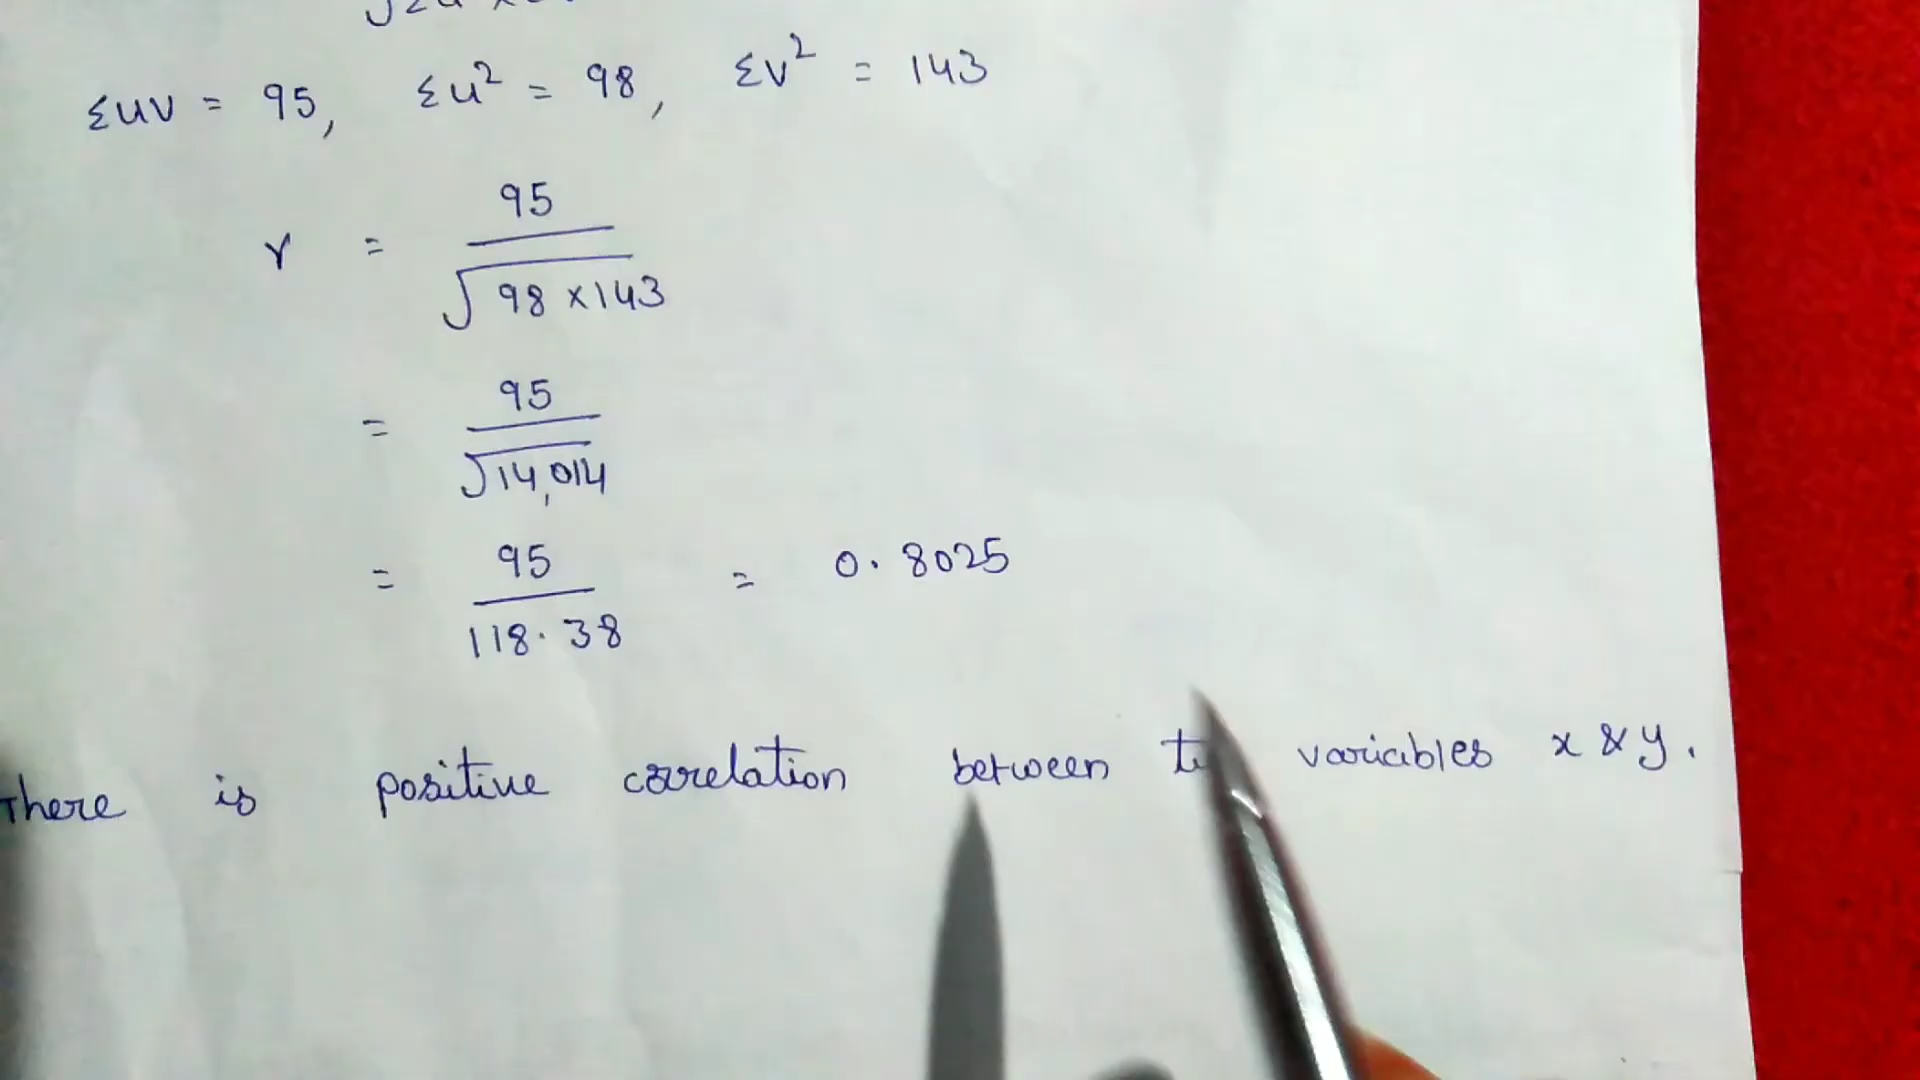 Σuv = 95, Σu² = 98, Σv² = 143
r = 95 / √98 × 143
= 95 / √14,014
= 95 / 118.38 = 0.8025
There is positive correlation between variables x & y.